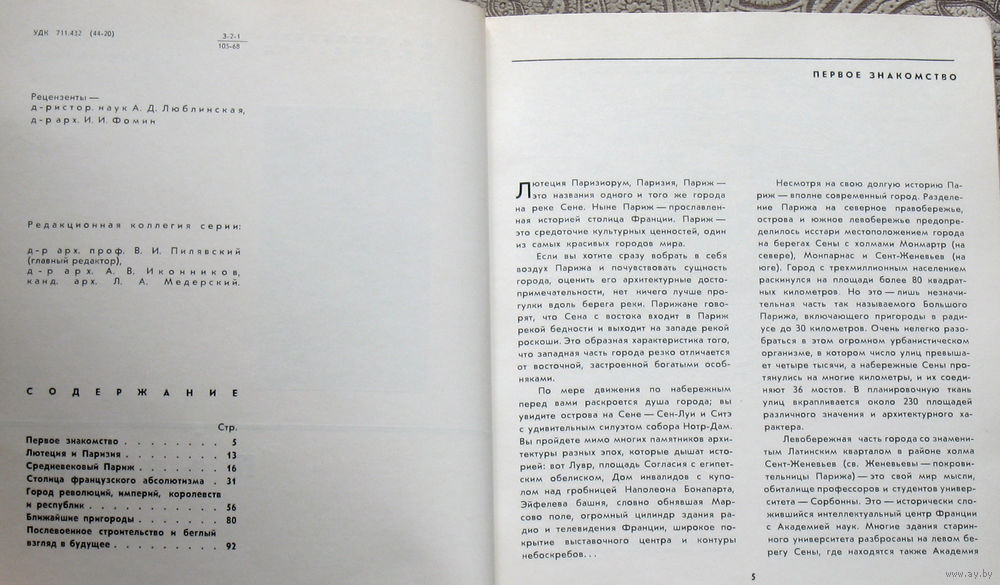 УДК 711.432 (44-20)
3-2-1
105-68
Рецензенты —
д-р истор. наук А. Д. Люблинская,
д-р арх. И. И. Фомин
Редакционная коллегия серии:
д-р арх. проф. В. И. Пилявский
(главный редактор),
д-р арх. А. В. Иконников,
канд. арх. Л. А. Медерский.
СОДЕРЖАНИЕ
Стр.
Первое знакомство . . . . . . . . 5
Лютеция и Паризия . . . . . . . . 13
Средневековый Париж . . . . . . . 16
Столица французского абсолютизма . 31
Город революций, империй, королевств
и республик . . . . . . . . . . . 56
Ближайшие пригороды . . . . . . . 80
Послевоенное строительство и беглый
взгляд в будущее . . . . . . . . . 92
ПЕРВОЕ ЗНАКОМСТВО
Лютеция Паризиорум, Паризия, Париж —
это названия одного и того же города
на реке Сене. Ныне Париж — прославлен-
ная историей столица Франции. Париж —
это средоточие культурных ценностей, один
из самых красивых городов мира.
Если вы хотите сразу вобрать в себя
воздух Парижа и почувствовать сущность
города, оценить его архитектурные досто-
примечательности, нет ничего лучше про-
гулки вдоль берега реки. Парижане гово-
рят, что Сена с востока входит в Париж
рекой бедности и выходит на западе рекой
роскоши. Это образная характеристика того,
что западная часть города резко отличается
от восточной, застроенной богатыми особ-
няками.
По мере движения по набережным
перед вами раскроется душа города; вы
увидите острова на Сене — Сен-Луи и Ситэ
с удивительным силуэтом собора Нотр-Дам.
Вы пройдете мимо многих памятников архи-
тектуры разных эпох, которые дышат исто-
рией: вот Лувр, площадь Согласия с египет-
ским обелиском, Дом инвалидов с купо-
лом над гробницей Наполеона Бонапарта,
Эйфелева башня, словно обнявшая Мар-
сово поле, огромный цилиндр здания ра-
дио и телевидения Франции, широкое по-
крытие выставочного центра и контуры
небоскребов...
Несмотря на свою долгую историю Па-
риж — вполне современный город. Разделе-
ние Парижа на северное правобережье,
острова и южное левобережье предопре-
делилось исстари местоположением города
на берегах Сены с холмами Монмартр (на
севере), Монпарнас и Сент-Женевьев (на
юге). Город с трехмиллионным населением
раскинулся на площади более 80 квадрат-
ных километров. Но это — лишь незначи-
тельная часть так называемого Большого
Парижа, включающего пригороды в ради-
усе до 30 километров. Очень нелегко разо-
браться в этом огромном урбанистическом
организме, в котором число улиц превыша-
ет четыре тысячи, а набережные Сены про-
тянулись на многие километры, и их соеди-
няют 36 мостов. В планировочную ткань
улиц вкрапливается около 230 площадей
различного значения и архитектурного ха-
рактера.
Левобережная часть города со знамени-
тым Латинским кварталом в районе холма
Сент-Женевьев (св. Женевьевы — покрови-
тельницы Парижа) — это свой мир мысли,
обиталище профессоров и студентов универ-
ситета — Сорбонны. Это — исторически сло-
жившийся интеллектуальный центр Франции
с Академией наук. Многие здания старин-
ного университета разбросаны на левом бе-
регу Сены, где находятся также Академия
5
www.ay.by